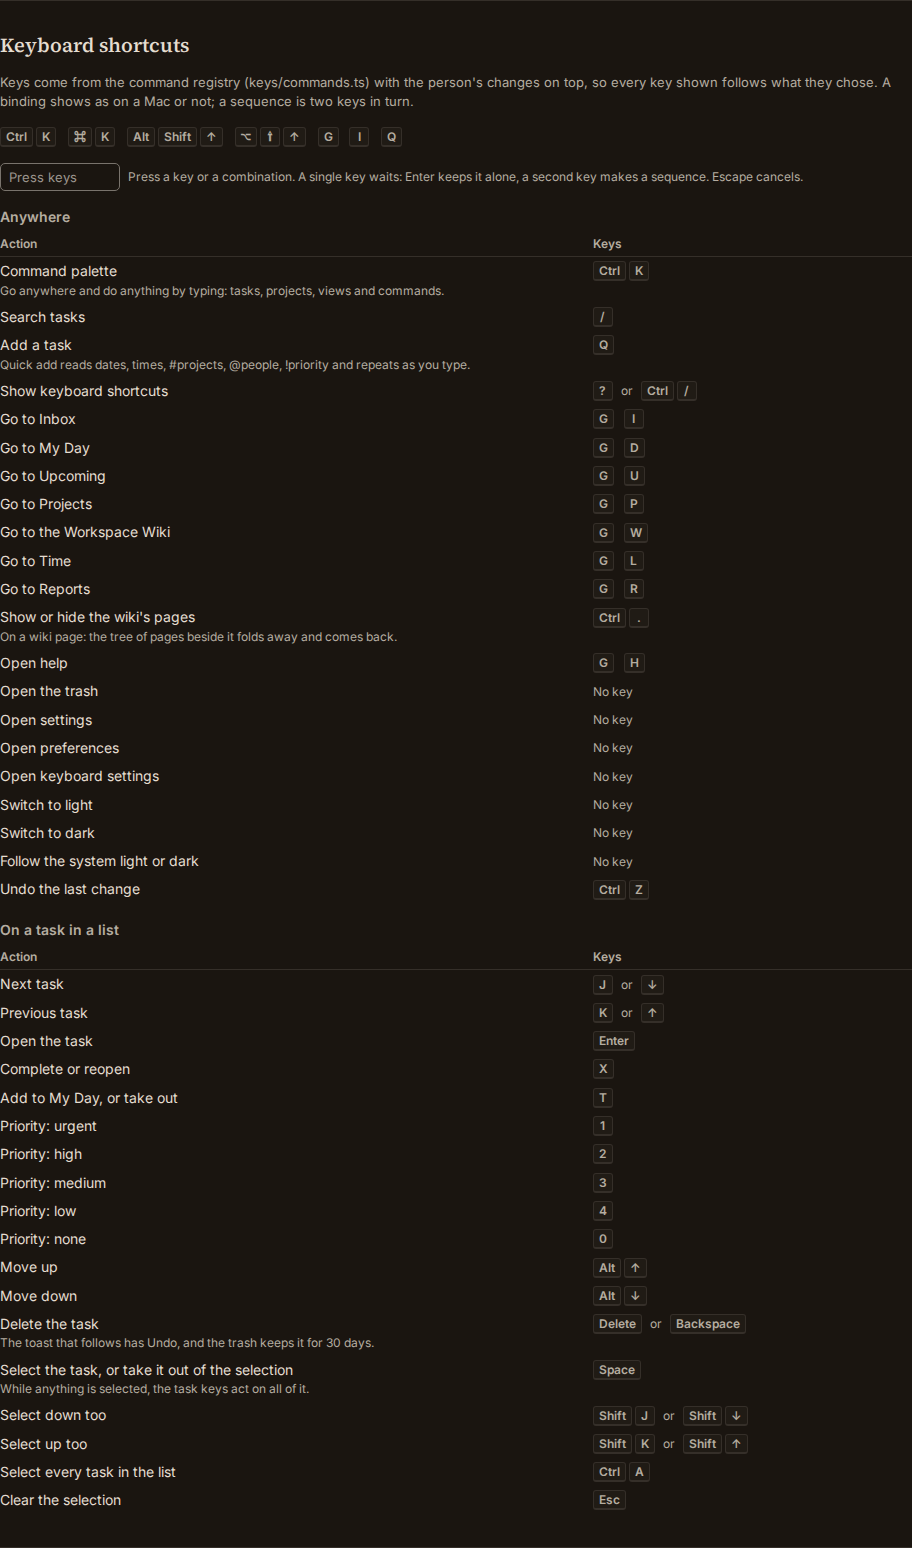 Keyboard shortcuts
Keys come from the command registry (keys/commands.ts) with the person's changes on top, so every key shown follows what they chose. A
binding shows as on a Mac or not; a sequence is two keys in turn.
Ctrl K ⌘ K Alt Shift ↑ ⌥ ⇧ ↑ G I Q
Press keys Press a key or a combination. A single key waits: Enter keeps it alone, a second key makes a sequence. Escape cancels.
Anywhere
Action Keys
Command palette Ctrl K
Go anywhere and do anything by typing: tasks, projects, views and commands.
Search tasks /
Add a task Q
Quick add reads dates, times, #projects, @people, !priority and repeats as you type.
Show keyboard shortcuts ? or Ctrl /
Go to Inbox G I
Go to My Day G D
Go to Upcoming G U
Go to Projects G P
Go to the Workspace Wiki G W
Go to Time G L
Go to Reports G R
Show or hide the wiki's pages Ctrl .
On a wiki page: the tree of pages beside it folds away and comes back.
Open help G H
Open the trash No key
Open settings No key
Open preferences No key
Open keyboard settings No key
Switch to light No key
Switch to dark No key
Follow the system light or dark No key
Undo the last change Ctrl Z
On a task in a list
Action Keys
Next task J or ↓
Previous task K or ↑
Open the task Enter
Complete or reopen X
Add to My Day, or take out T
Priority: urgent 1
Priority: high 2
Priority: medium 3
Priority: low 4
Priority: none 0
Move up Alt ↑
Move down Alt ↓
Delete the task Delete or Backspace
The toast that follows has Undo, and the trash keeps it for 30 days.
Select the task, or take it out of the selection Space
While anything is selected, the task keys act on all of it.
Select down too Shift J or Shift ↓
Select up too Shift K or Shift ↑
Select every task in the list Ctrl A
Clear the selection Esc